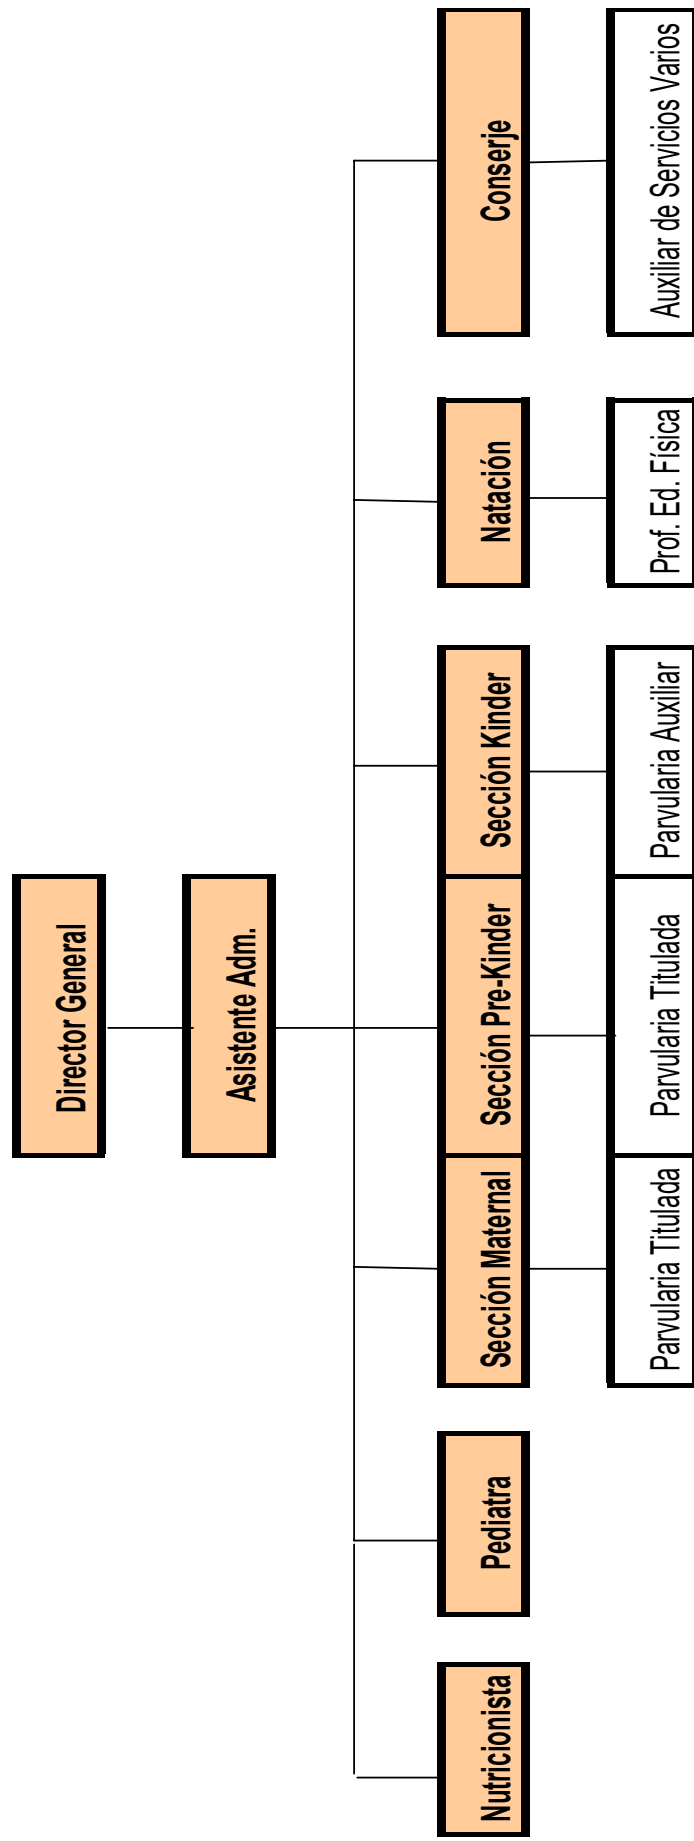 Director General
Asistente Adm.
Nutricionista
Pediatra
Sección Maternal
Sección Pre-Kinder
Sección Kinder
Natación
Conserje
Parvularia Titulada
Parvularia Titulada
Parvularia Auxiliar
Prof. Ed. Física
Auxiliar de Servicios Varios